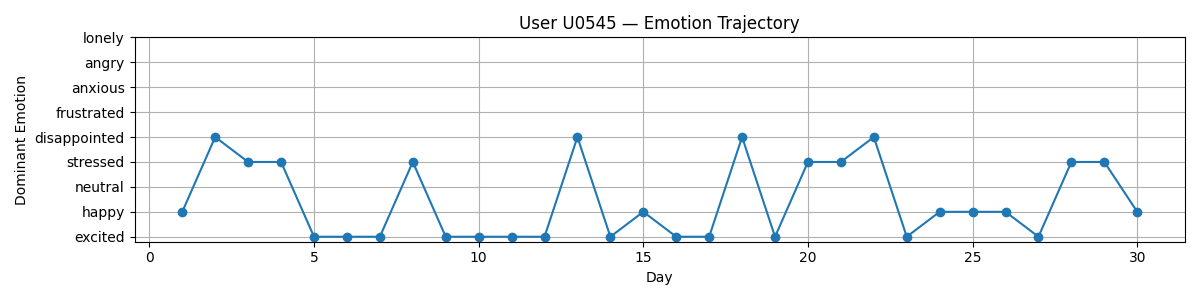 User U0545 — Emotion Trajectory
Dominant Emotion
lonely
angry
anxious
frustrated
disappointed
stressed
neutral
happy
excited
0 5 10 15 20 25 30
Day